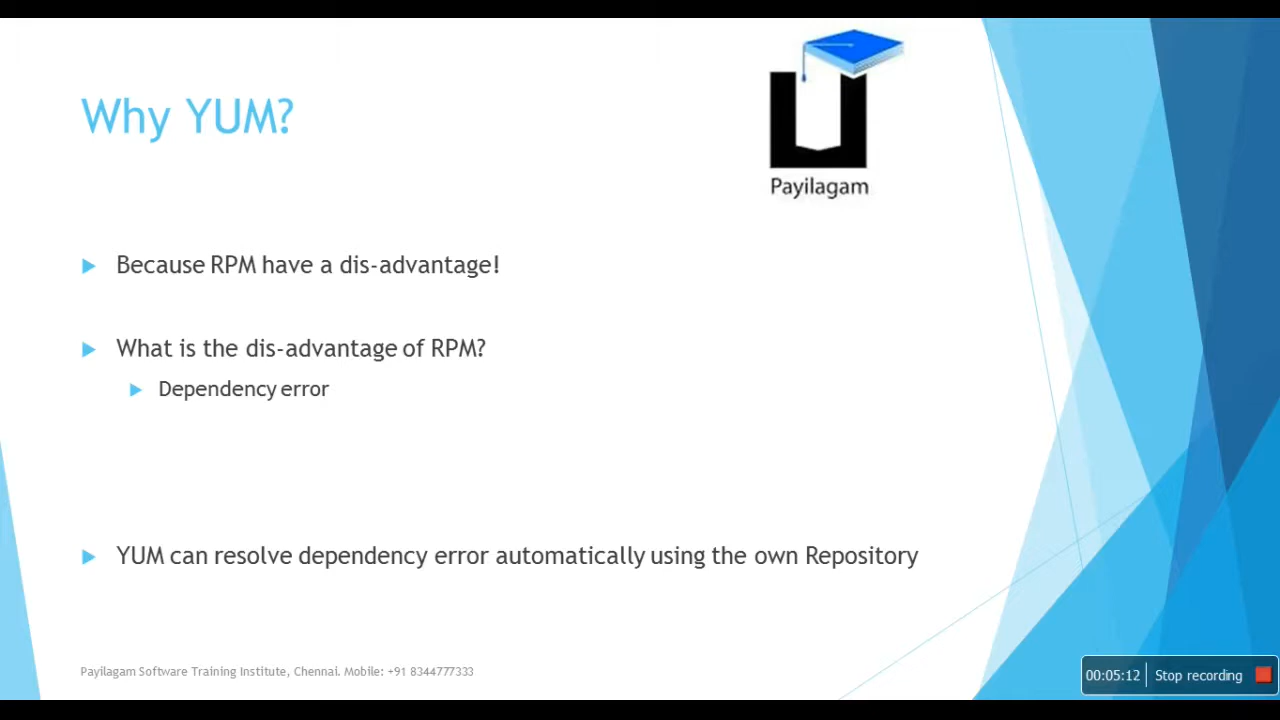 Payilagam
Why YUM?
Because RPM have a dis-advantage!
What is the dis-advantage of RPM?
Dependency error
YUM can resolve dependency error automatically using the own Repository
Payilagam Software Training Institute, Chennai. Mobile: +91 8344777333
00:05:12 Stop recording